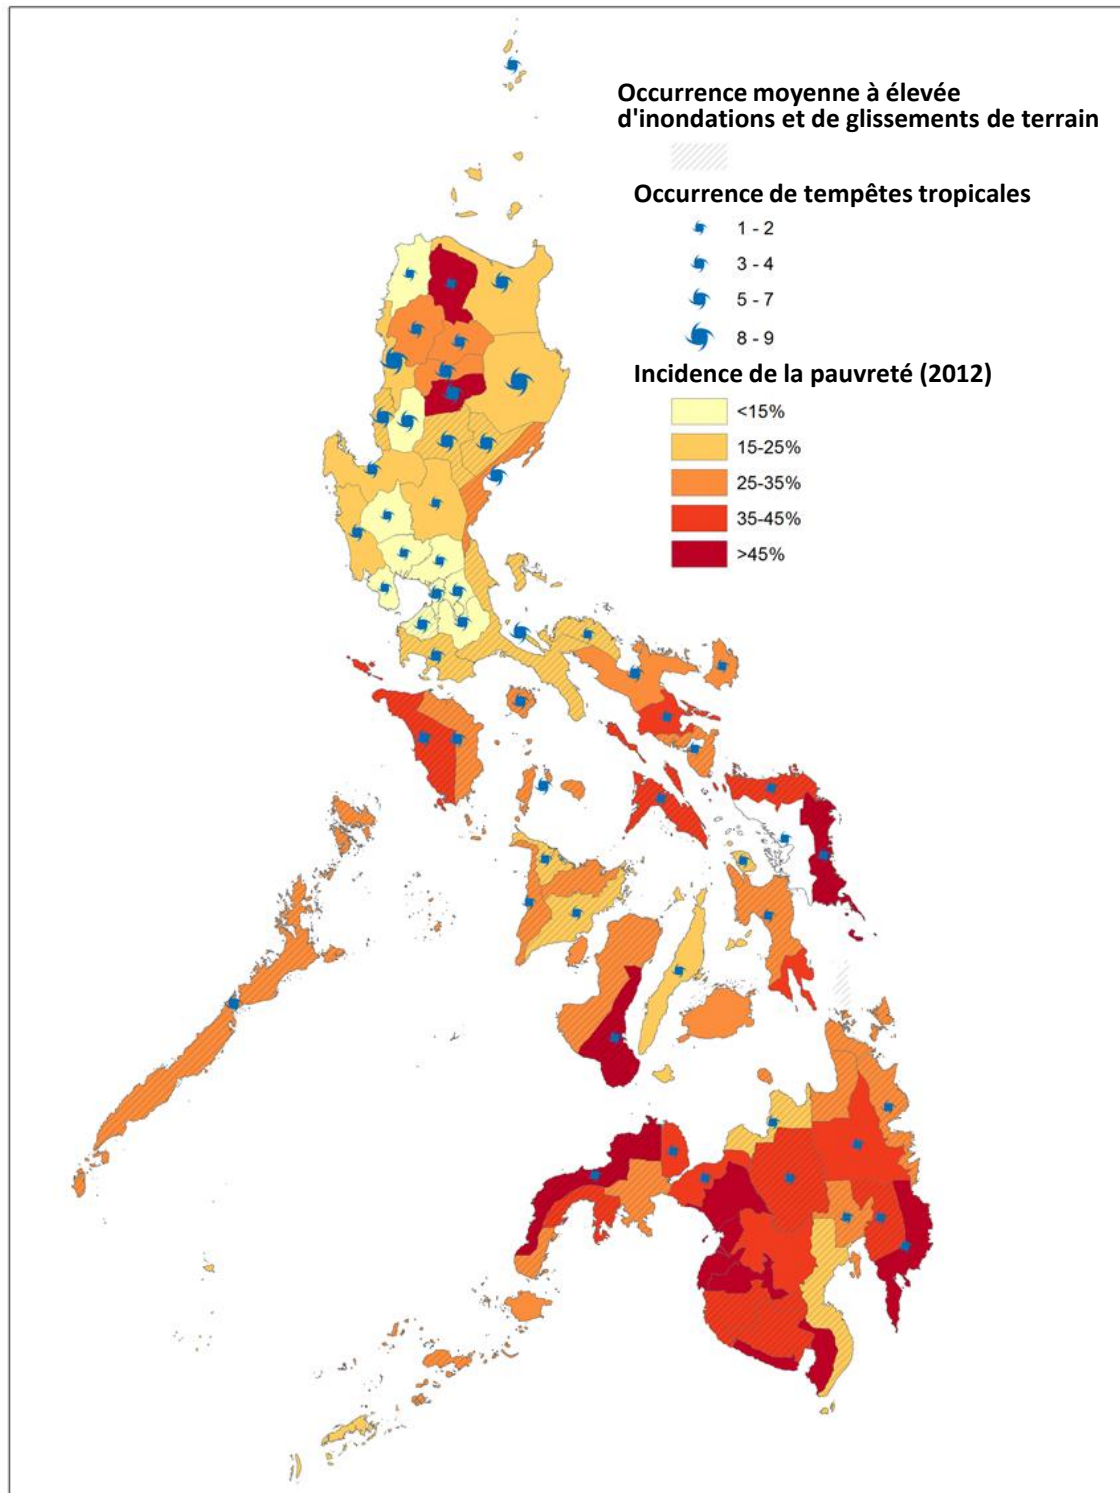 Occurrence moyenne à élevée
d'inondations et de glissements de terrain
Occurrence de tempêtes tropicales
1 - 2
3 - 4
5 - 7
8 - 9
Incidence de la pauvreté (2012)
<15%
15-25%
25-35%
35-45%
>45%